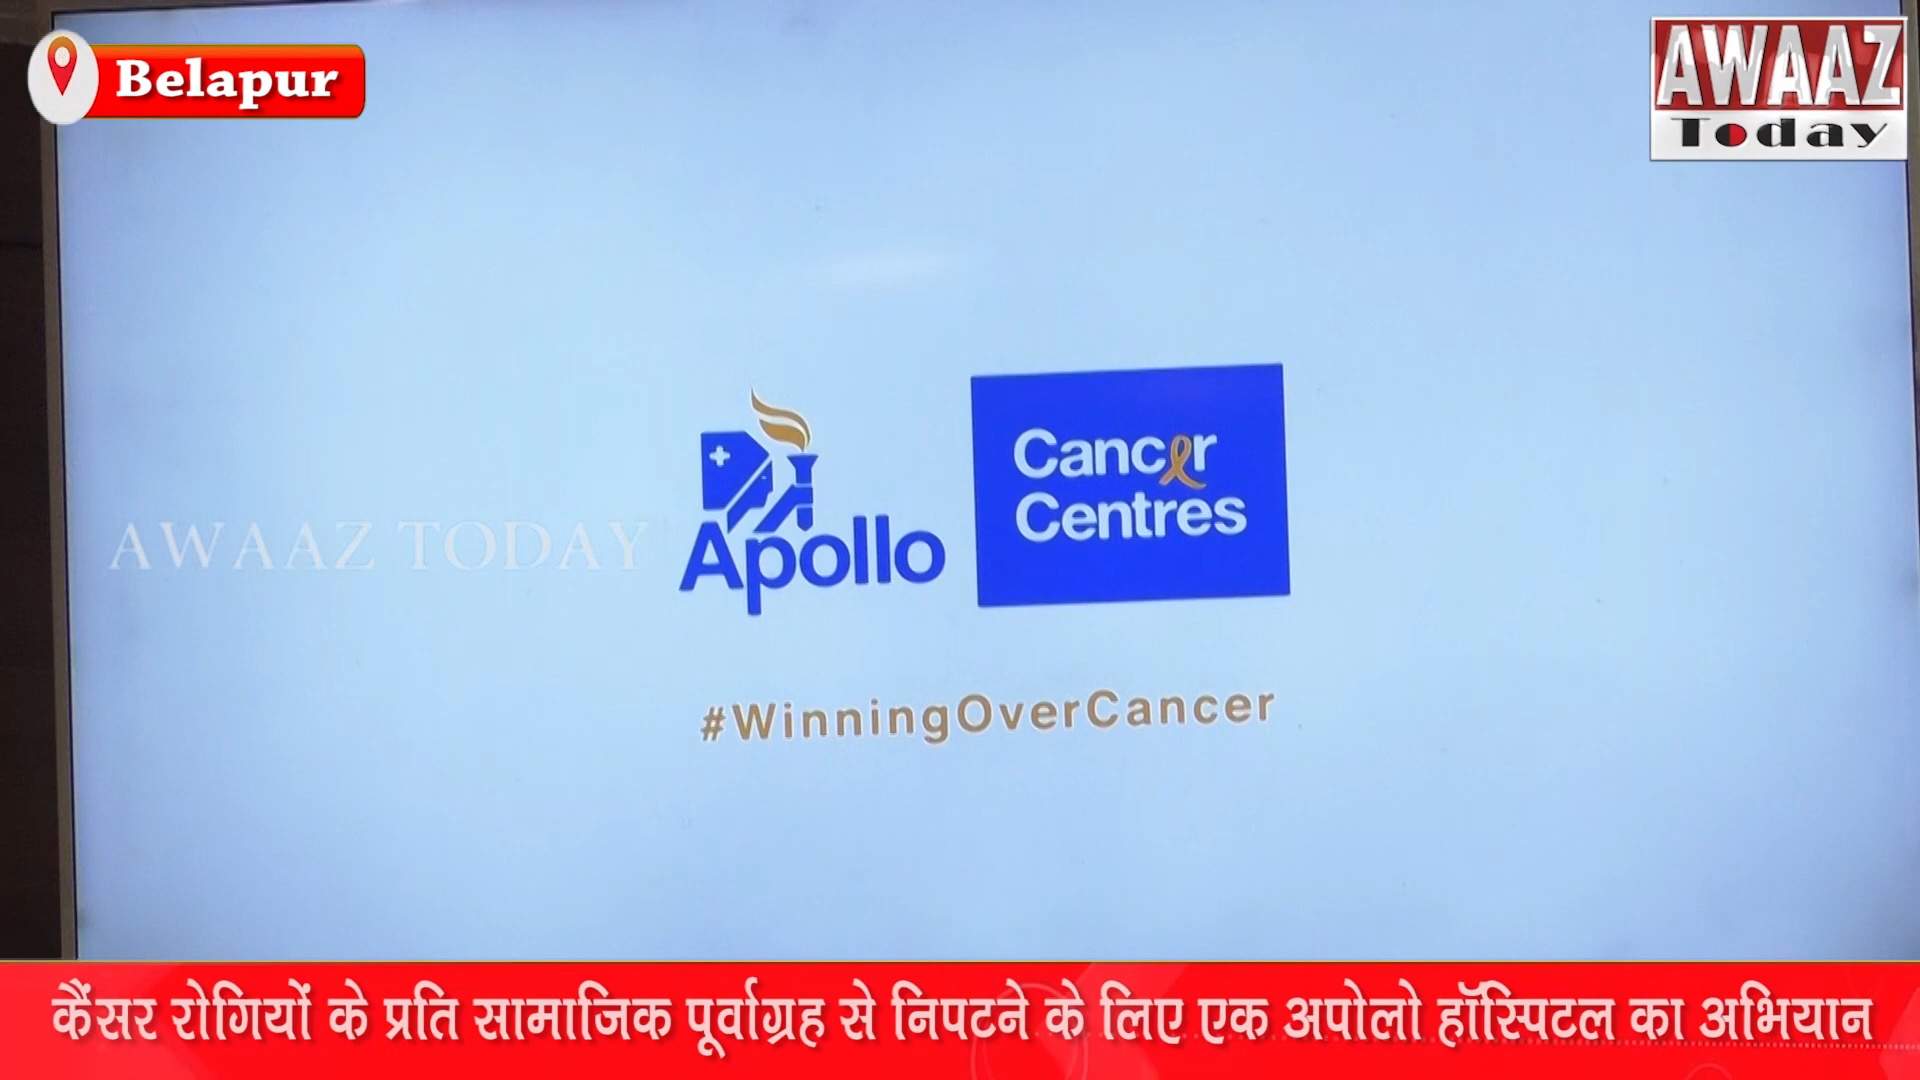 Belapur
AWAAZ
Today
Apollo
Cancer
Centres
AWAAZ TODAY
#WinningOverCancer
कैंसर रोगियों के प्रति सामाजिक पूर्वाग्रह से निपटने के लिए एक अपोलो हॉस्पिटल का अभियान